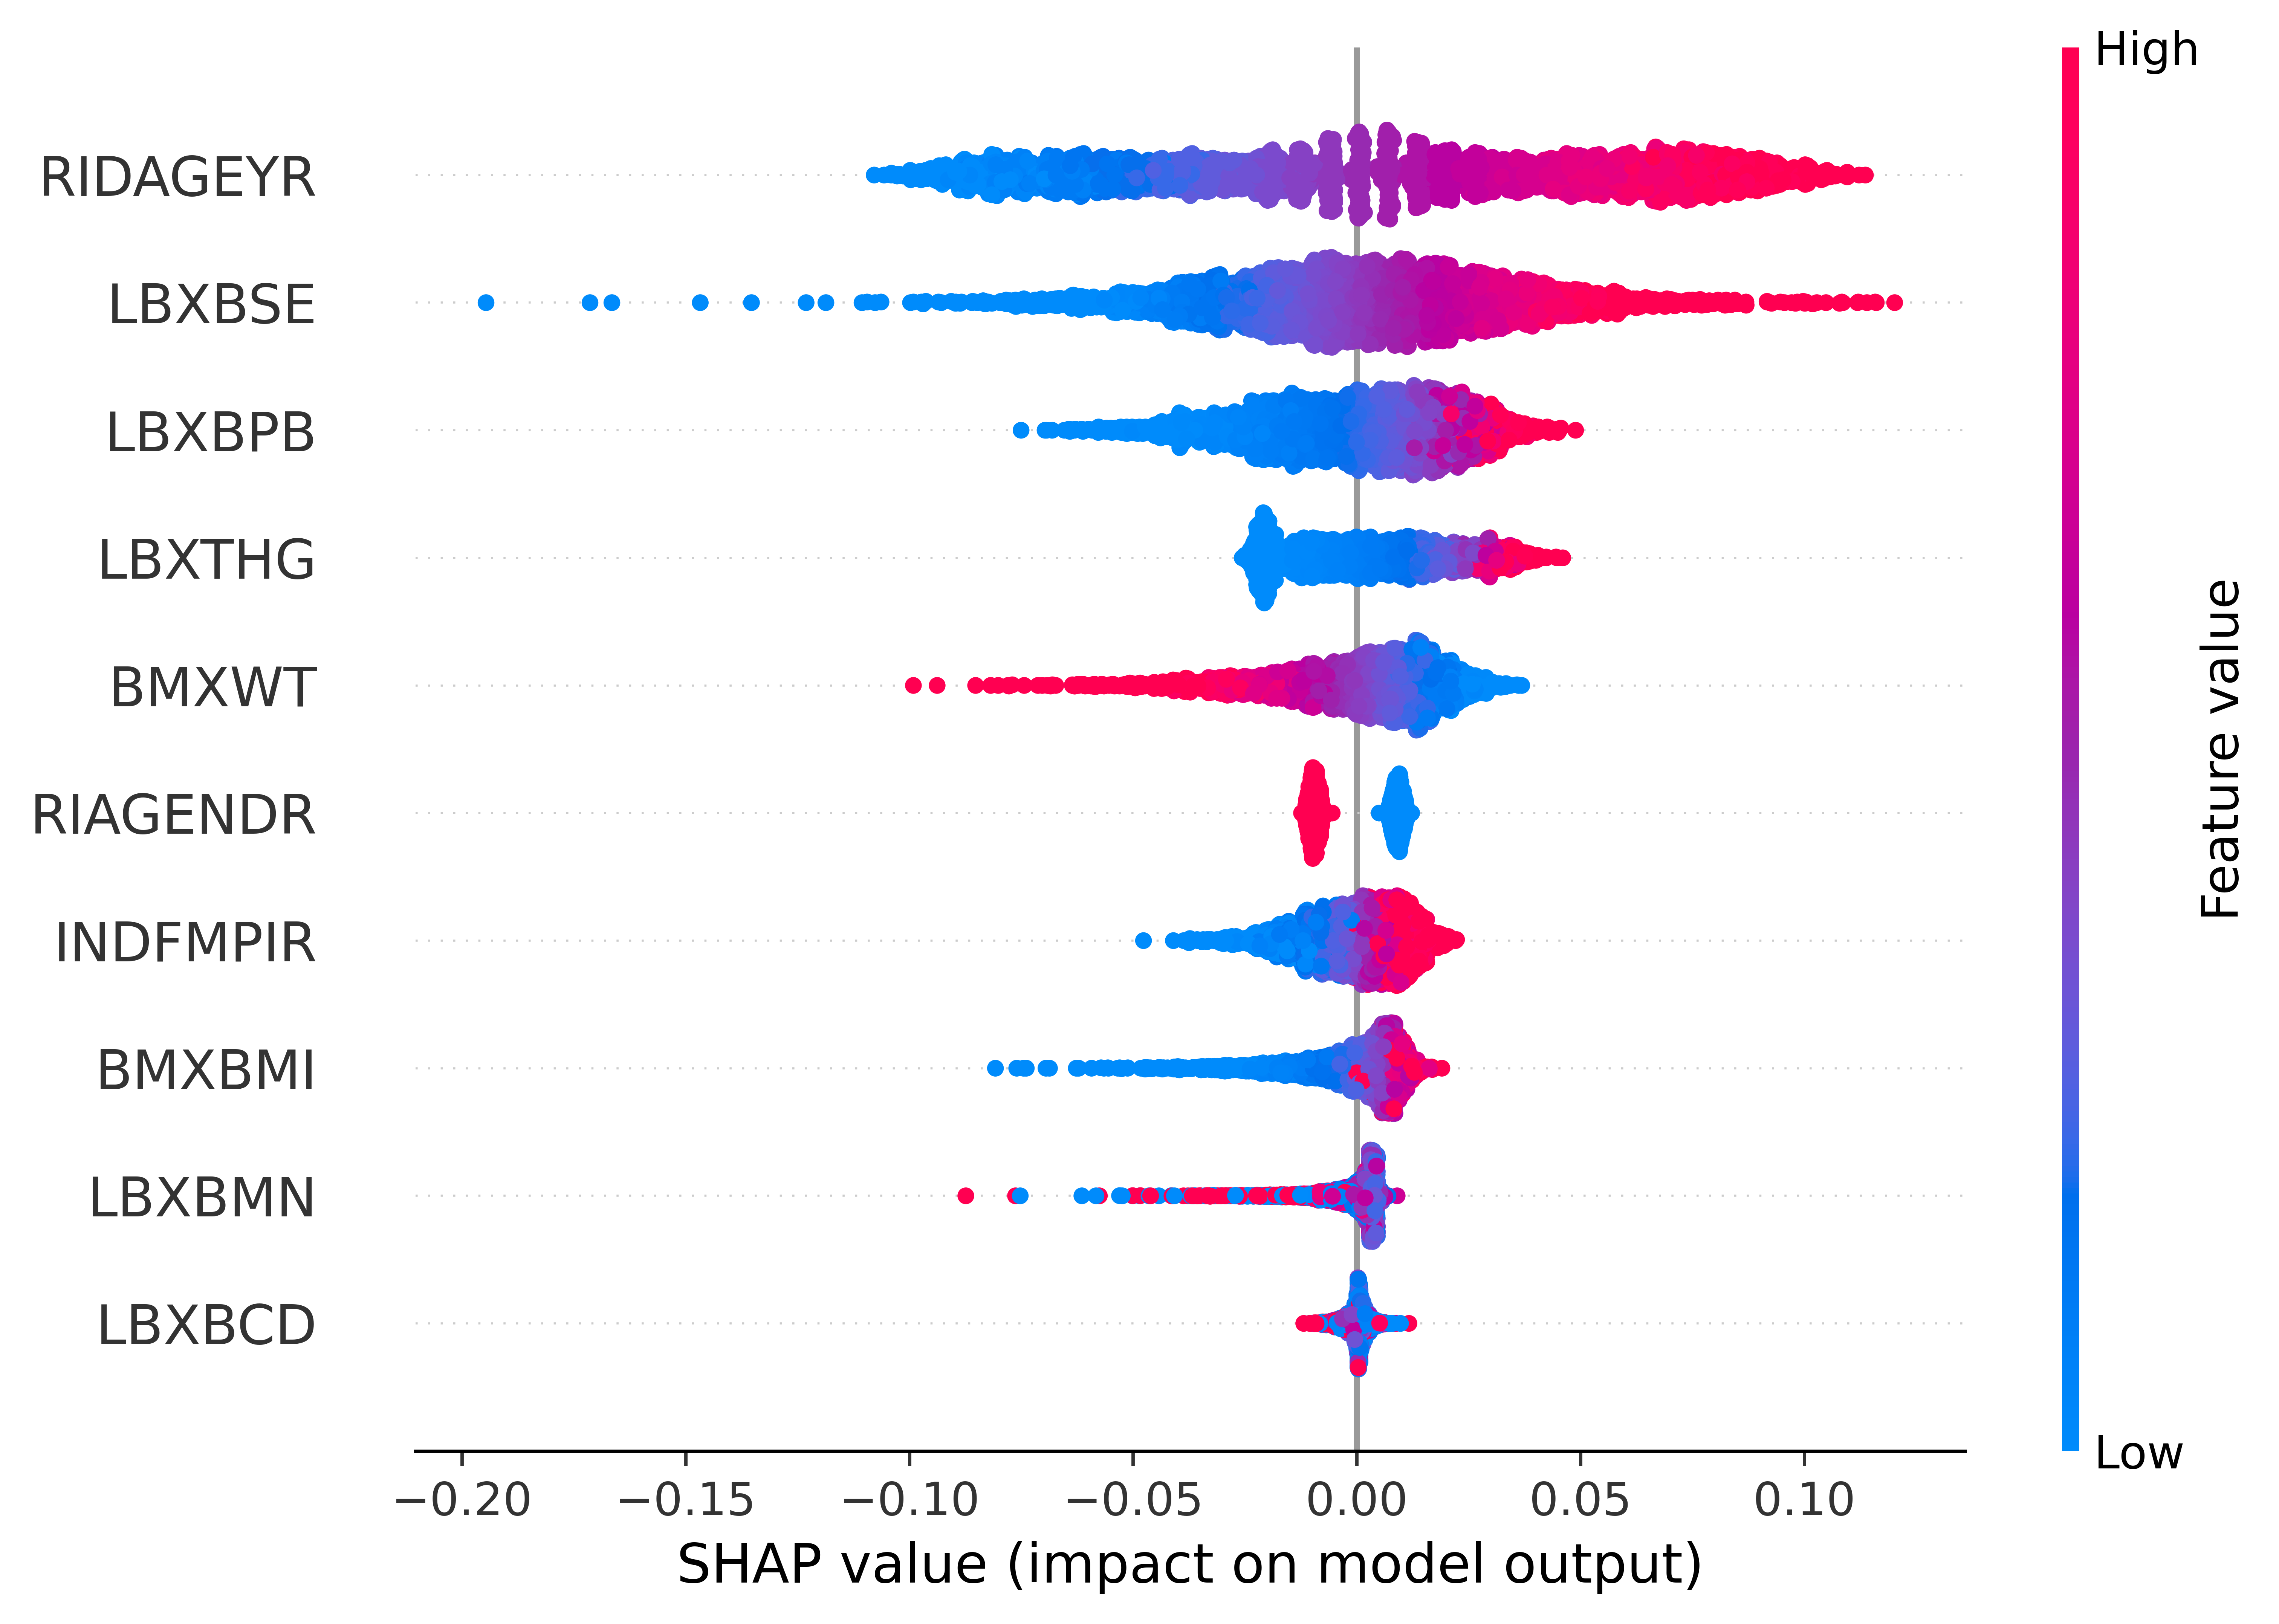 High
RIDAGEYR
LBXBSE
LBXBPB
LBXTHG
BMXWT
RIAGENDR
INDFMPIR
BMXBMI
LBXBMN
LBXBCD
Feature value
Low
−0.20 −0.15 −0.10 −0.05 0.00 0.05 0.10
SHAP value (impact on model output)